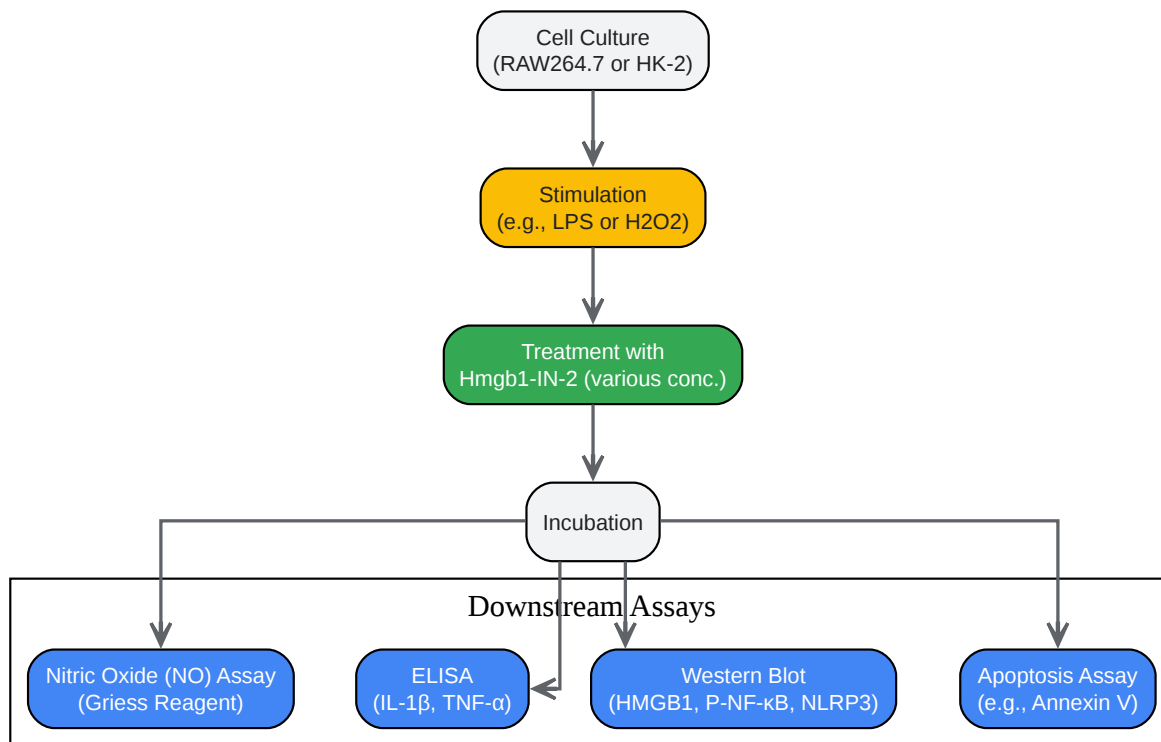 Cell Culture
(RAW264.7 or HK-2)
Stimulation
(e.g., LPS or H2O2)
Treatment with
Hmgb1-IN-2 (various conc.)
Incubation
Downstream Assays
Nitric Oxide (NO) Assay
(Griess Reagent)
ELISA
(IL-1β, TNF-α)
Western Blot
(HMGB1, P-NF-κB, NLRP3)
Apoptosis Assay
(e.g., Annexin V)